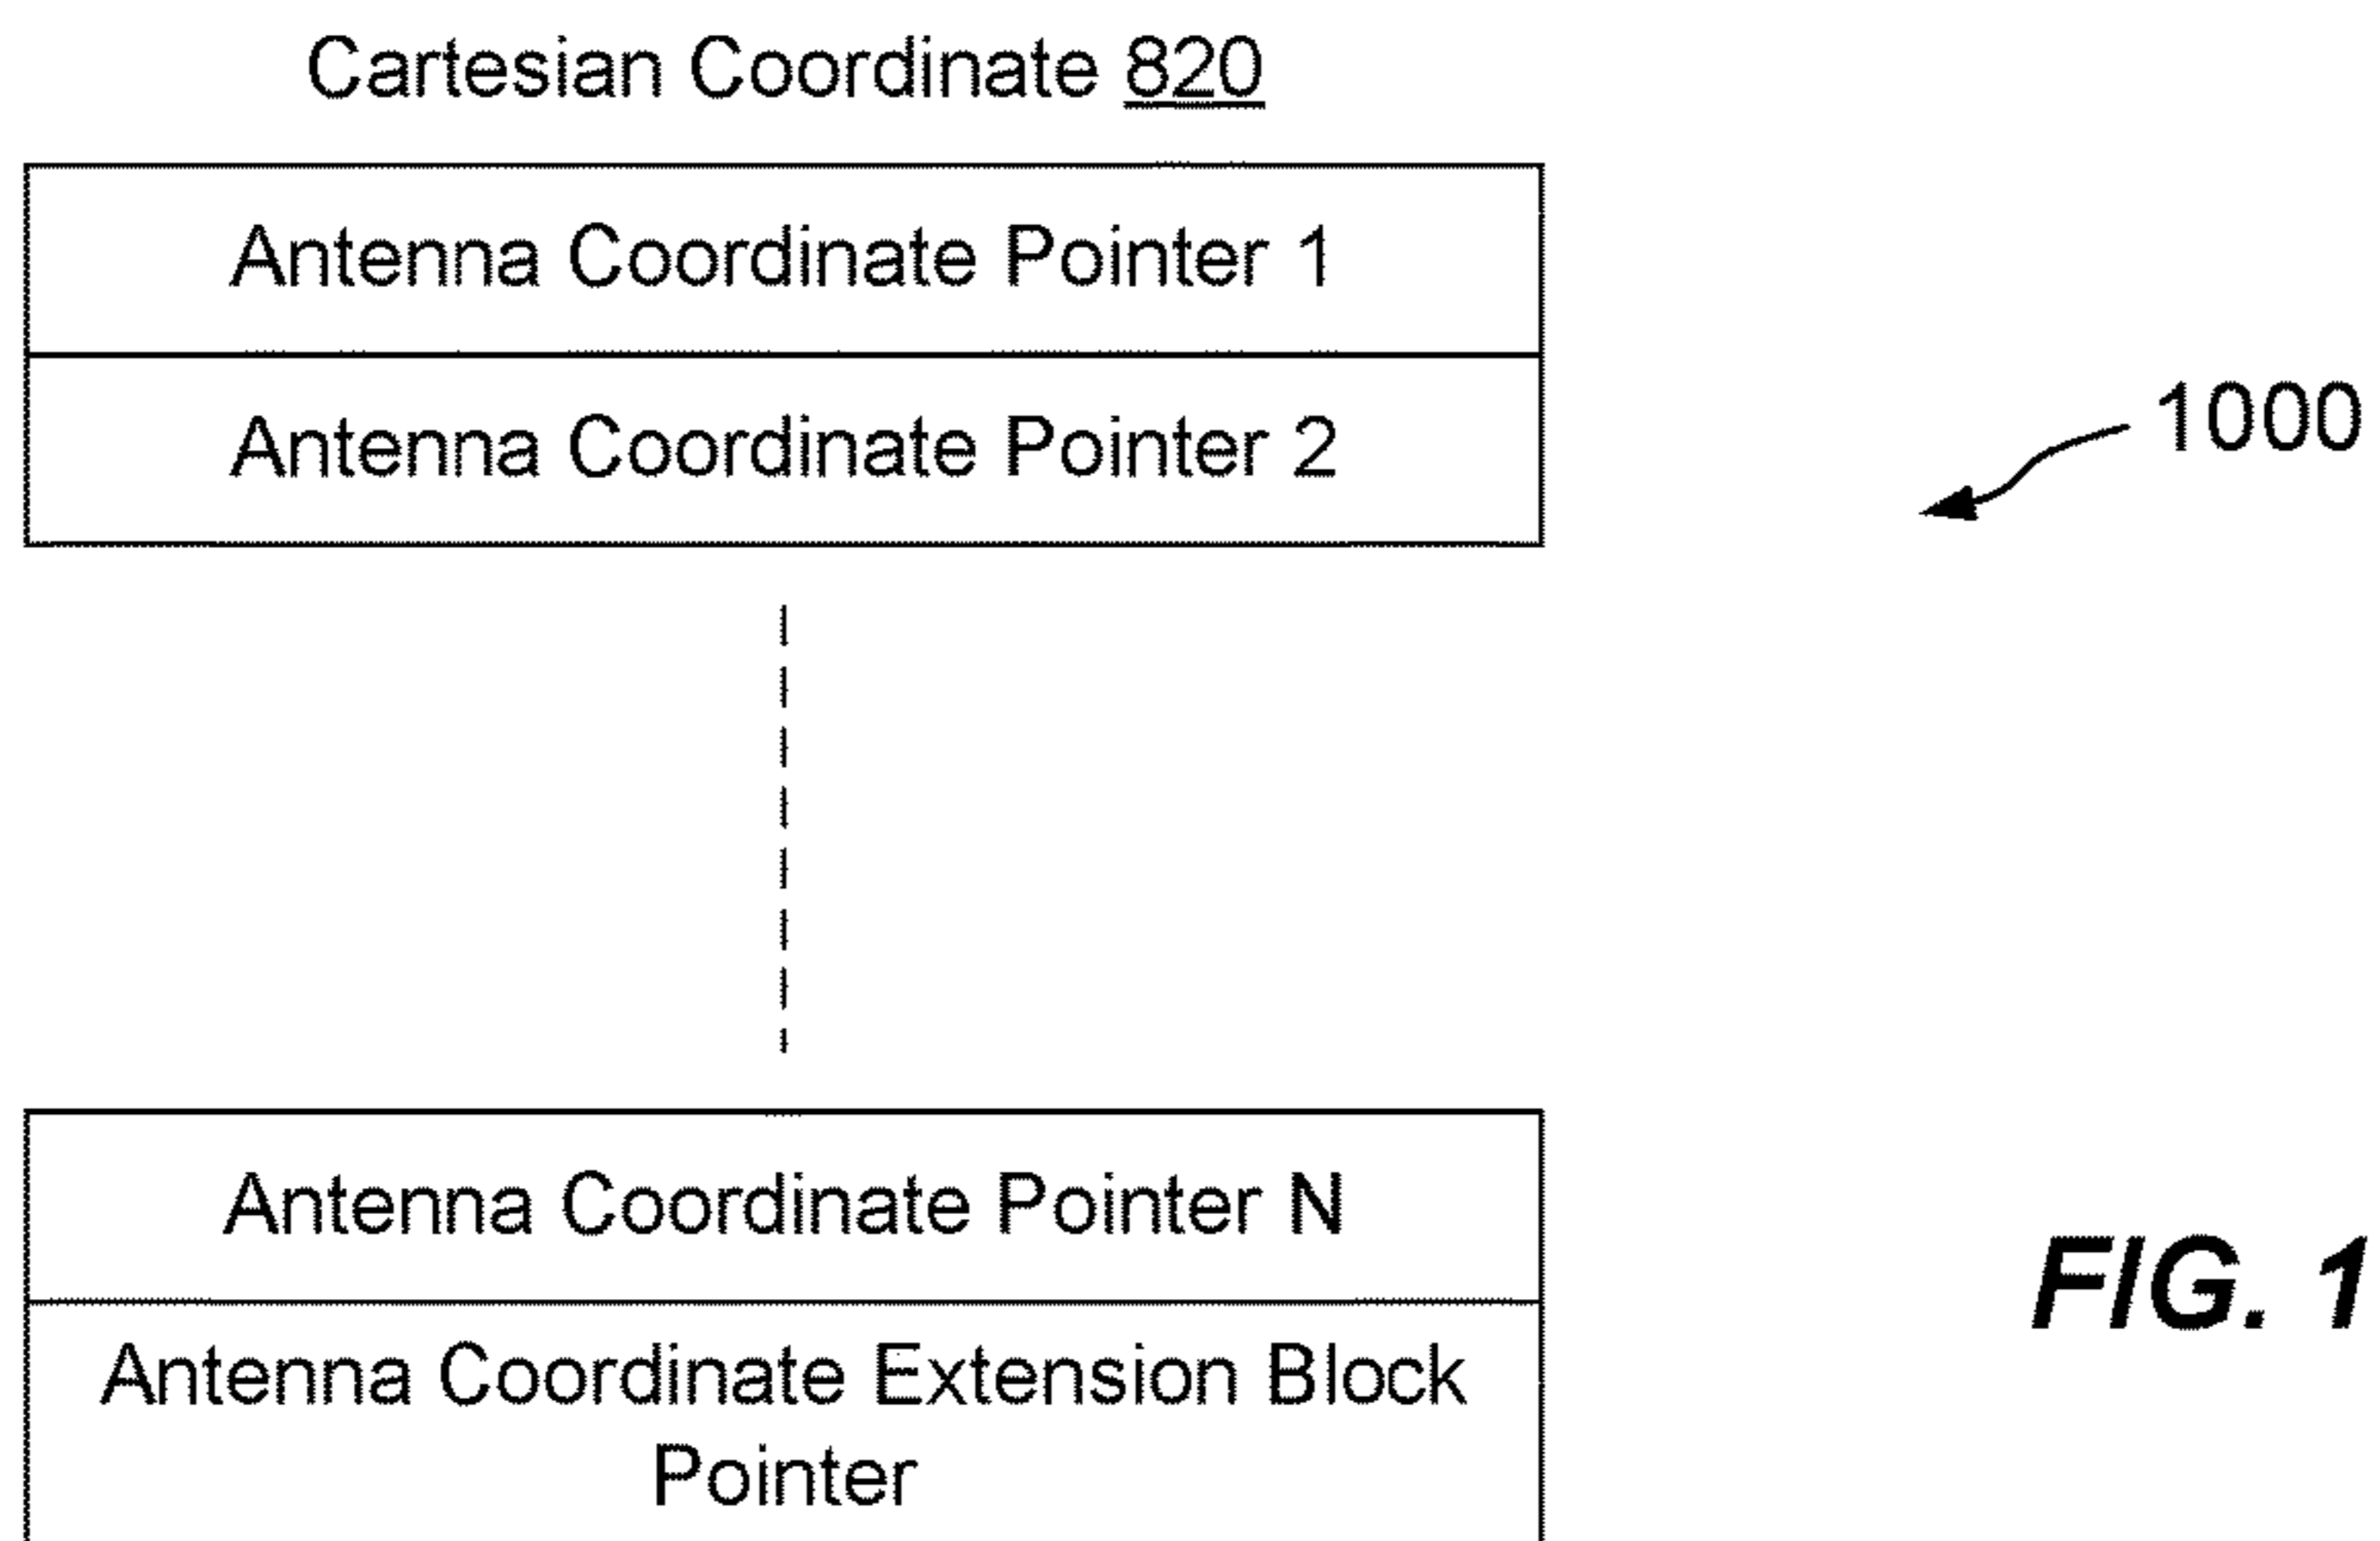 Cartesian Coordinate 820
Antenna Coordinate Pointer 1
Antenna Coordinate Pointer 2
1000
Antenna Coordinate Pointer N
FIG. 1
Antenna Coordinate Extension Block
Pointer